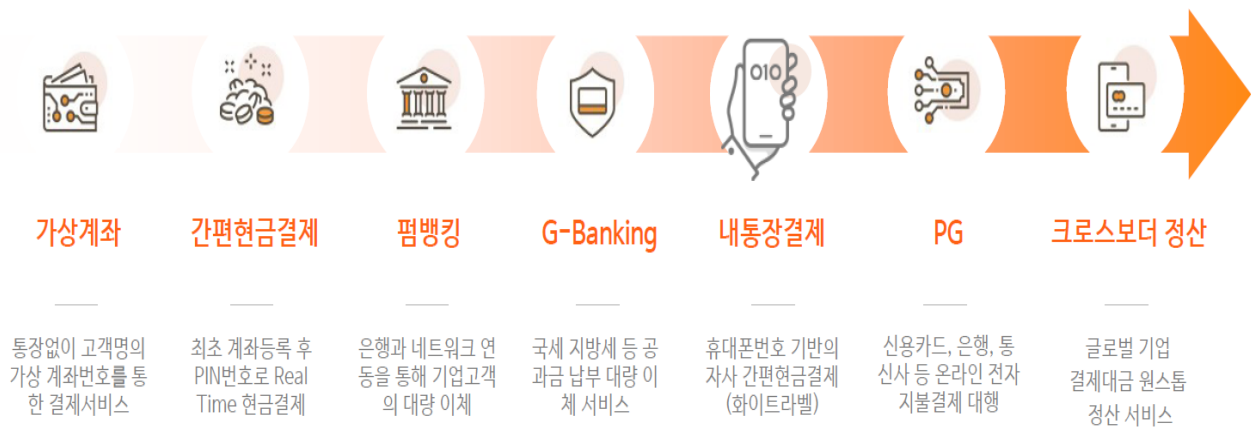 010
가상계좌
통장없이 고객명의
가상 계좌번호를 통
한 결제서비스
간편현금결제
최초 계좌등록 후
PIN번호로 Real
Time 현금결제
펌뱅킹
은행과 네트워크 연
동을 통해 기업고객
의 대량 이체
G-Banking
국세 지방세 등 공
과금 납부 대량 이
체 서비스
내통장결제
휴대폰번호 기반의
자사 간편현금결제
(화이트라벨)
PG
신용카드, 은행, 통
신사 등 온라인 전자
지불결제 대행
크로스보더 정산
글로벌 기업
결제대금 원스톱
정산 서비스